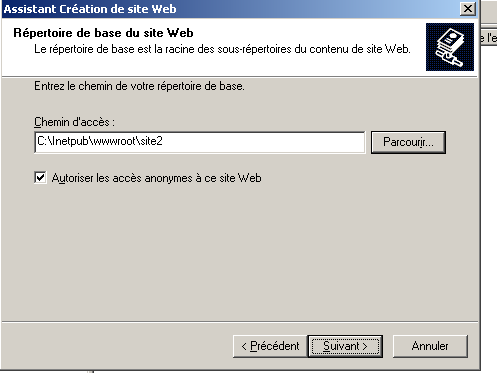 Assistant Création de site Web
Répertoire de base du site Web
Le répertoire de base est la racine des sous-répertoires du contenu de site Web.
Entrez le chemin de votre répertoire de base.
Chemin d'accès :
C:\Inetpub\wwwroot\site2
Parcourir...
Autoriser les accès anonymes à ce site Web
< Précédent
Suivant >
Annuler